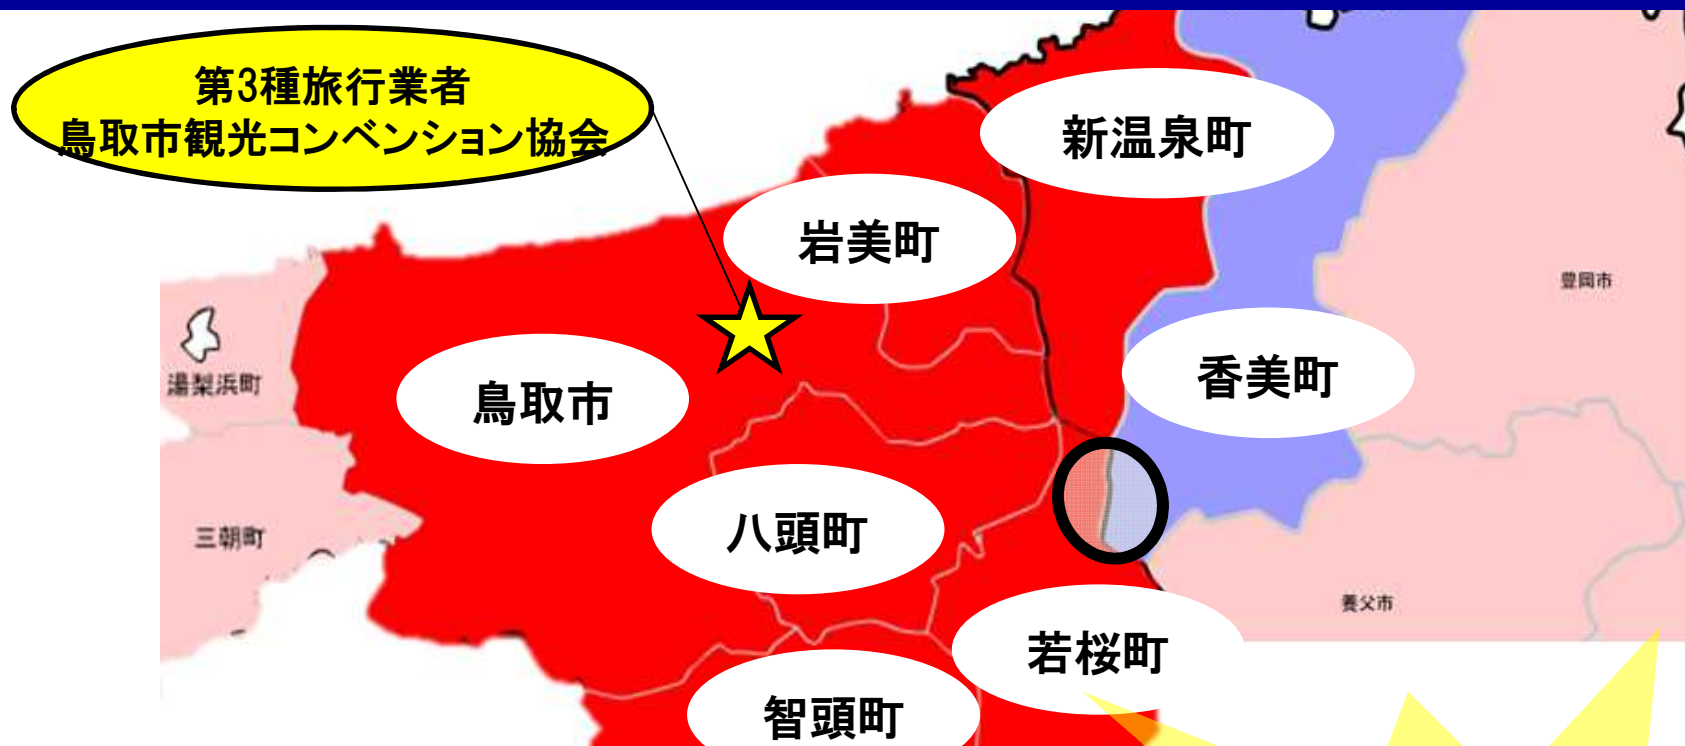 第3種旅行業者
鳥取市観光コンベンション協会
新温泉町
岩美町
豊岡市
香美町
湯梨浜町
鳥取市
八頭町
三朝町
養父市
若桜町
智頭町